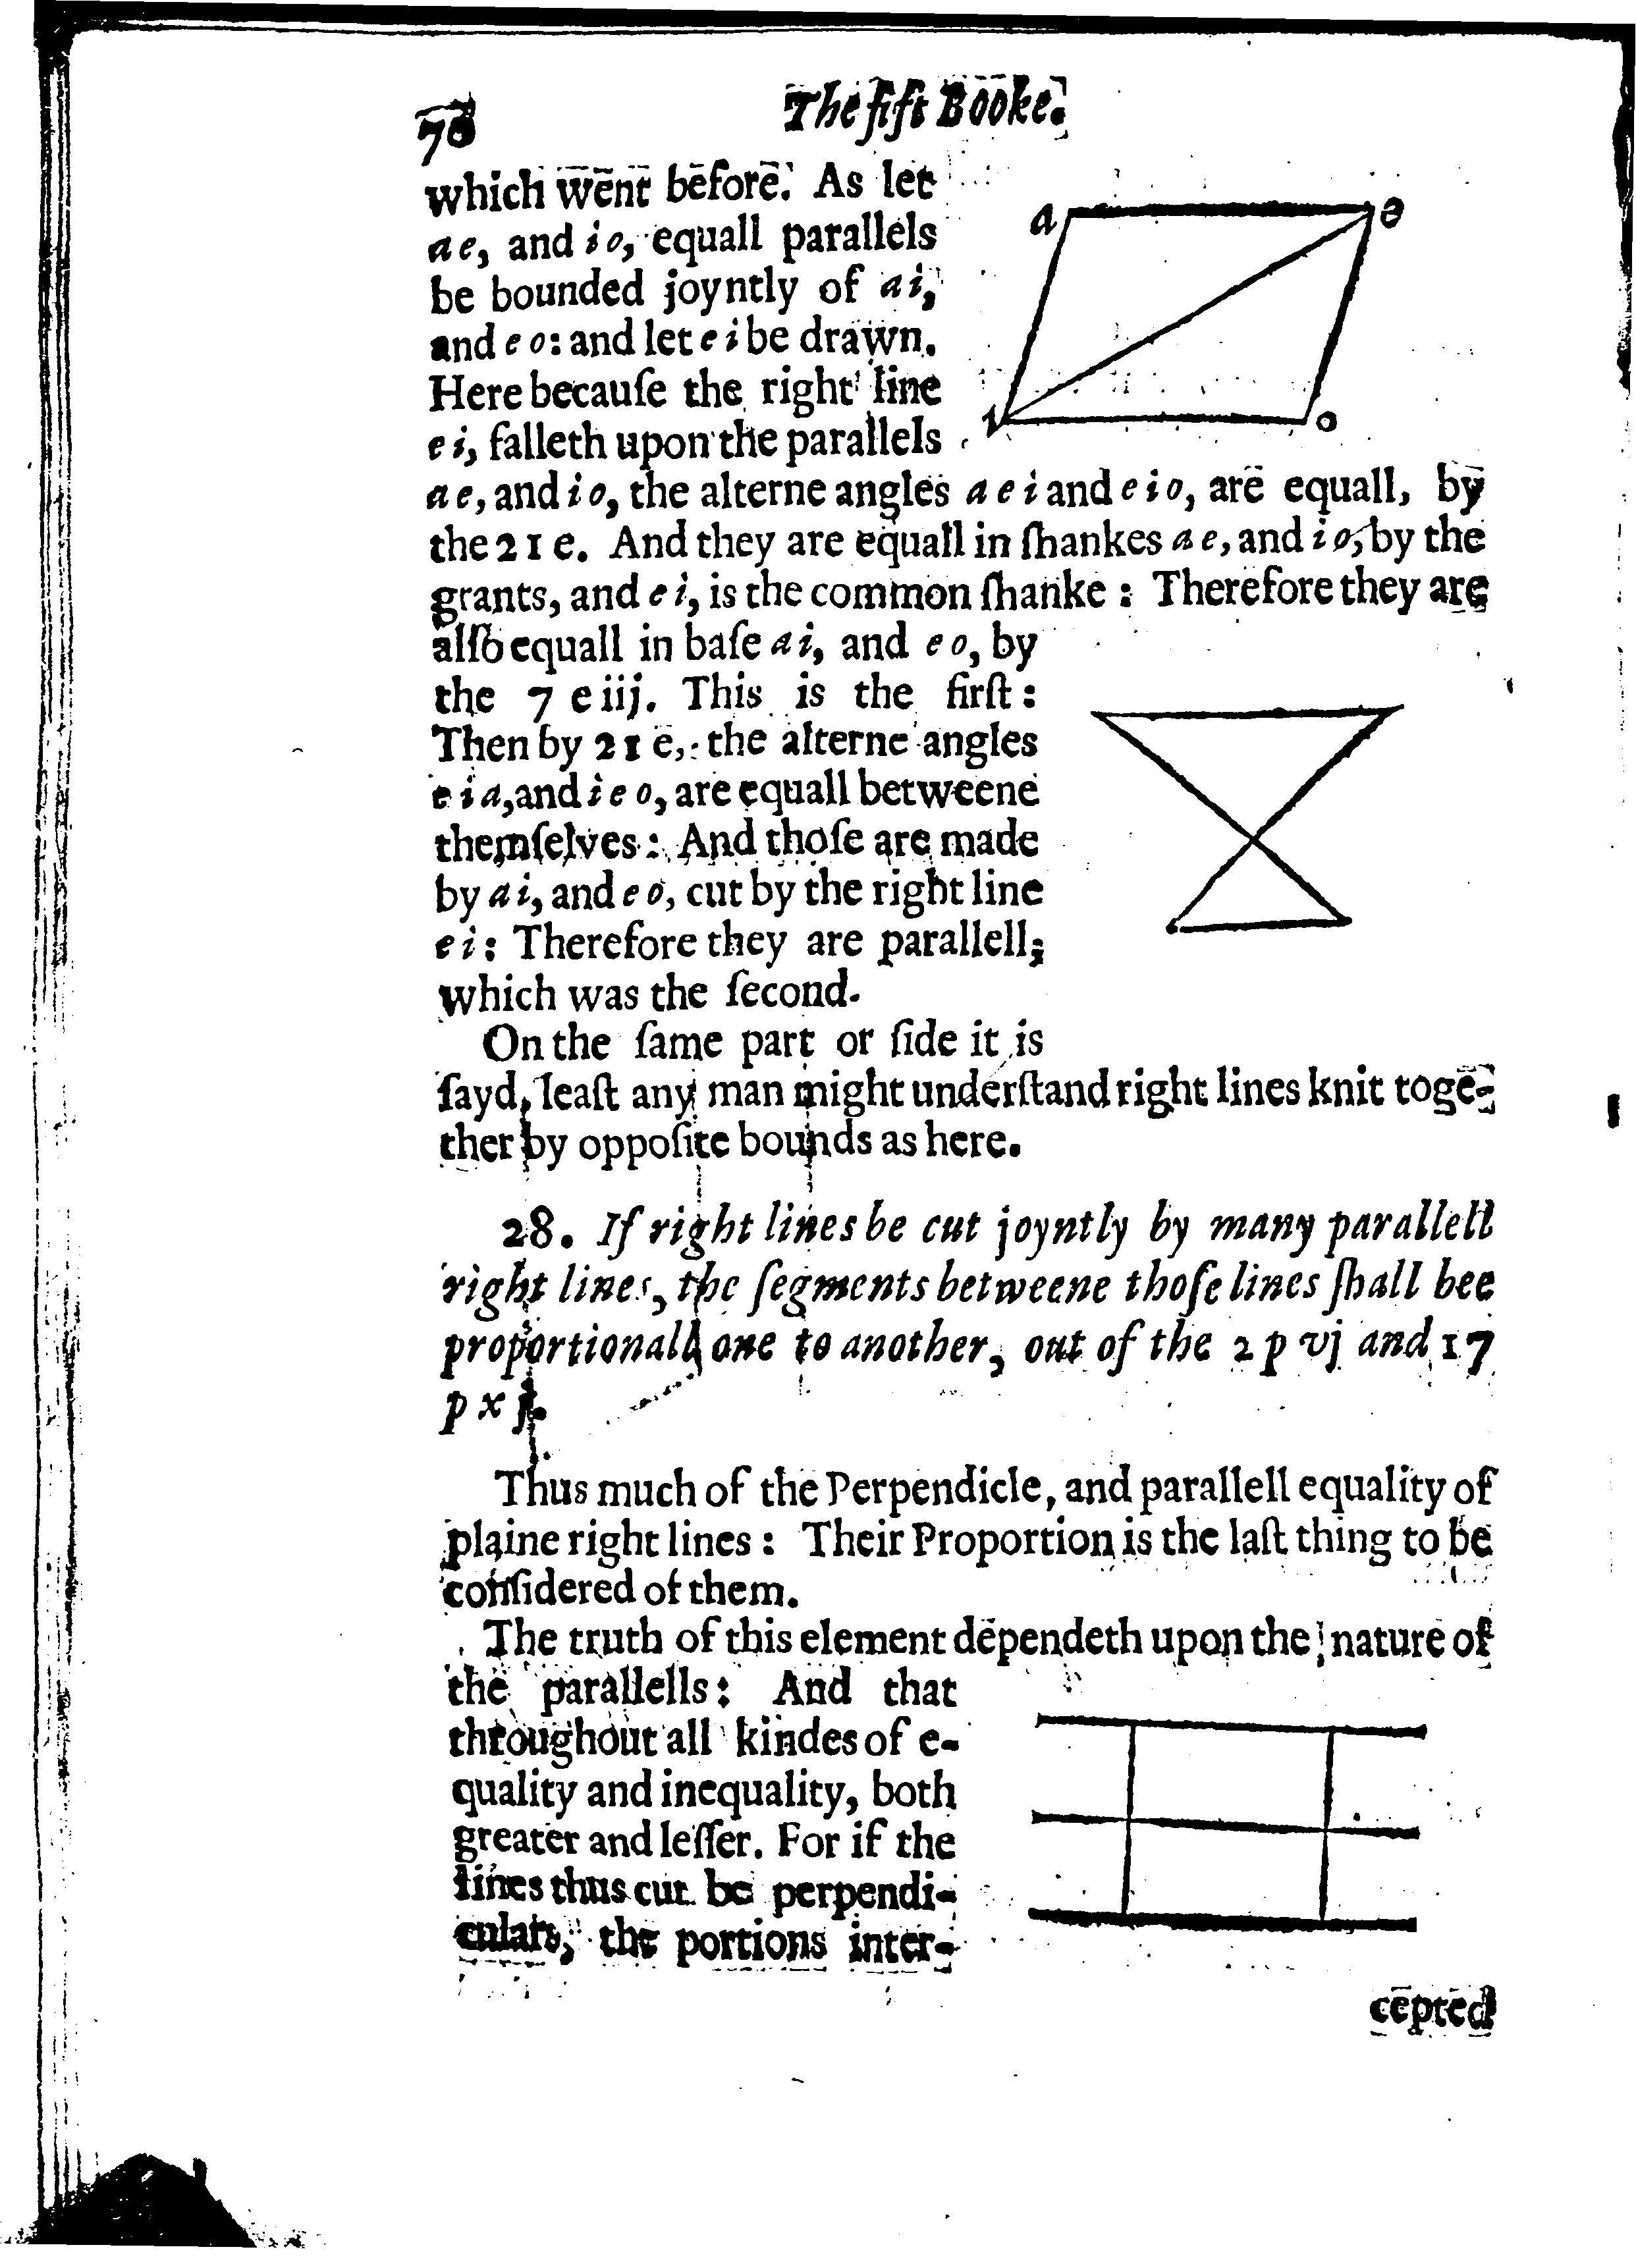 70
The fift Booke.
which went before. As let
ae, and io, equall parallels
be bounded joyntly of ai,
and eo: and let ei be drawn.
Here becauſe the right line
ei, falleth upon the parallels
ae, and io, the alterne angles aei and eio, are equall, by
the 21 e. And they are equall in ſhankes ae, and io, by the
grants, and ei, is the common ſhanke : Therefore they are
alſo equall in baſe ai, and eo, by
the 7 e iij. This is the firſt :
Then by 21 e, the alterne angles
eia, and ieo, are equall betweene
themſelves : And thoſe are made
by ai, and eo, cut by the right line
ei : Therefore they are parallell;
which was the ſecond.
On the ſame part or ſide it is
ſayd, leaſt any man might underſtand right lines knit toge-
ther by oppoſite bounds as here.
a
e
i
o
28. If right lines be cut joyntly by many parallell
right lines, the ſegments betweene thoſe lines ſhall bee
proportionall one to another, out of the 2 p vj and 17
p xj.
Thus much of the Perpendicle, and parallell equality of
plaine right lines : Their Proportion is the laſt thing to be
conſidered of them.
The truth of this element dependeth upon the nature of
the parallells : And that
throughout all kindes of e-
quality and inequality, both
greater and leſſer. For if the
lines thus cut be perpendi-
culars, the portions inter-
cepted